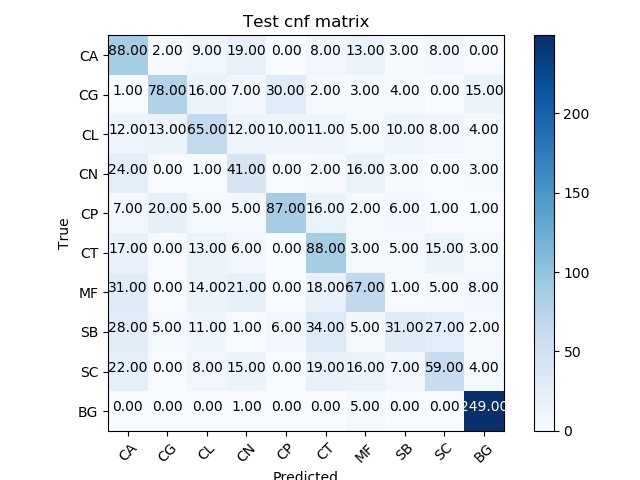 Test cnf matrix
CA 88.00 2.00 9.00 19.00 0.00 8.00 13.00 3.00 8.00 0.00
CG 1.00 78.00 16.00 7.00 30.00 2.00 3.00 4.00 0.00 15.00
CL 12.00 13.00 65.00 12.00 10.00 11.00 5.00 10.00 8.00 4.00
CN 24.00 0.00 1.00 41.00 0.00 2.00 16.00 3.00 0.00 3.00
CP 7.00 20.00 5.00 5.00 87.00 16.00 2.00 6.00 1.00 1.00
CT 17.00 0.00 13.00 6.00 0.00 88.00 3.00 5.00 15.00 3.00
MF 31.00 0.00 14.00 21.00 0.00 18.00 67.00 1.00 5.00 8.00
SB 28.00 5.00 11.00 1.00 6.00 34.00 5.00 31.00 27.00 2.00
SC 22.00 0.00 8.00 15.00 0.00 19.00 16.00 7.00 59.00 4.00
BG 0.00 0.00 0.00 1.00 0.00 0.00 5.00 0.00 0.00 249.00
True
CA CG CL CN CP CT MF SB SC BG
Predicted
200
150
100
50
0